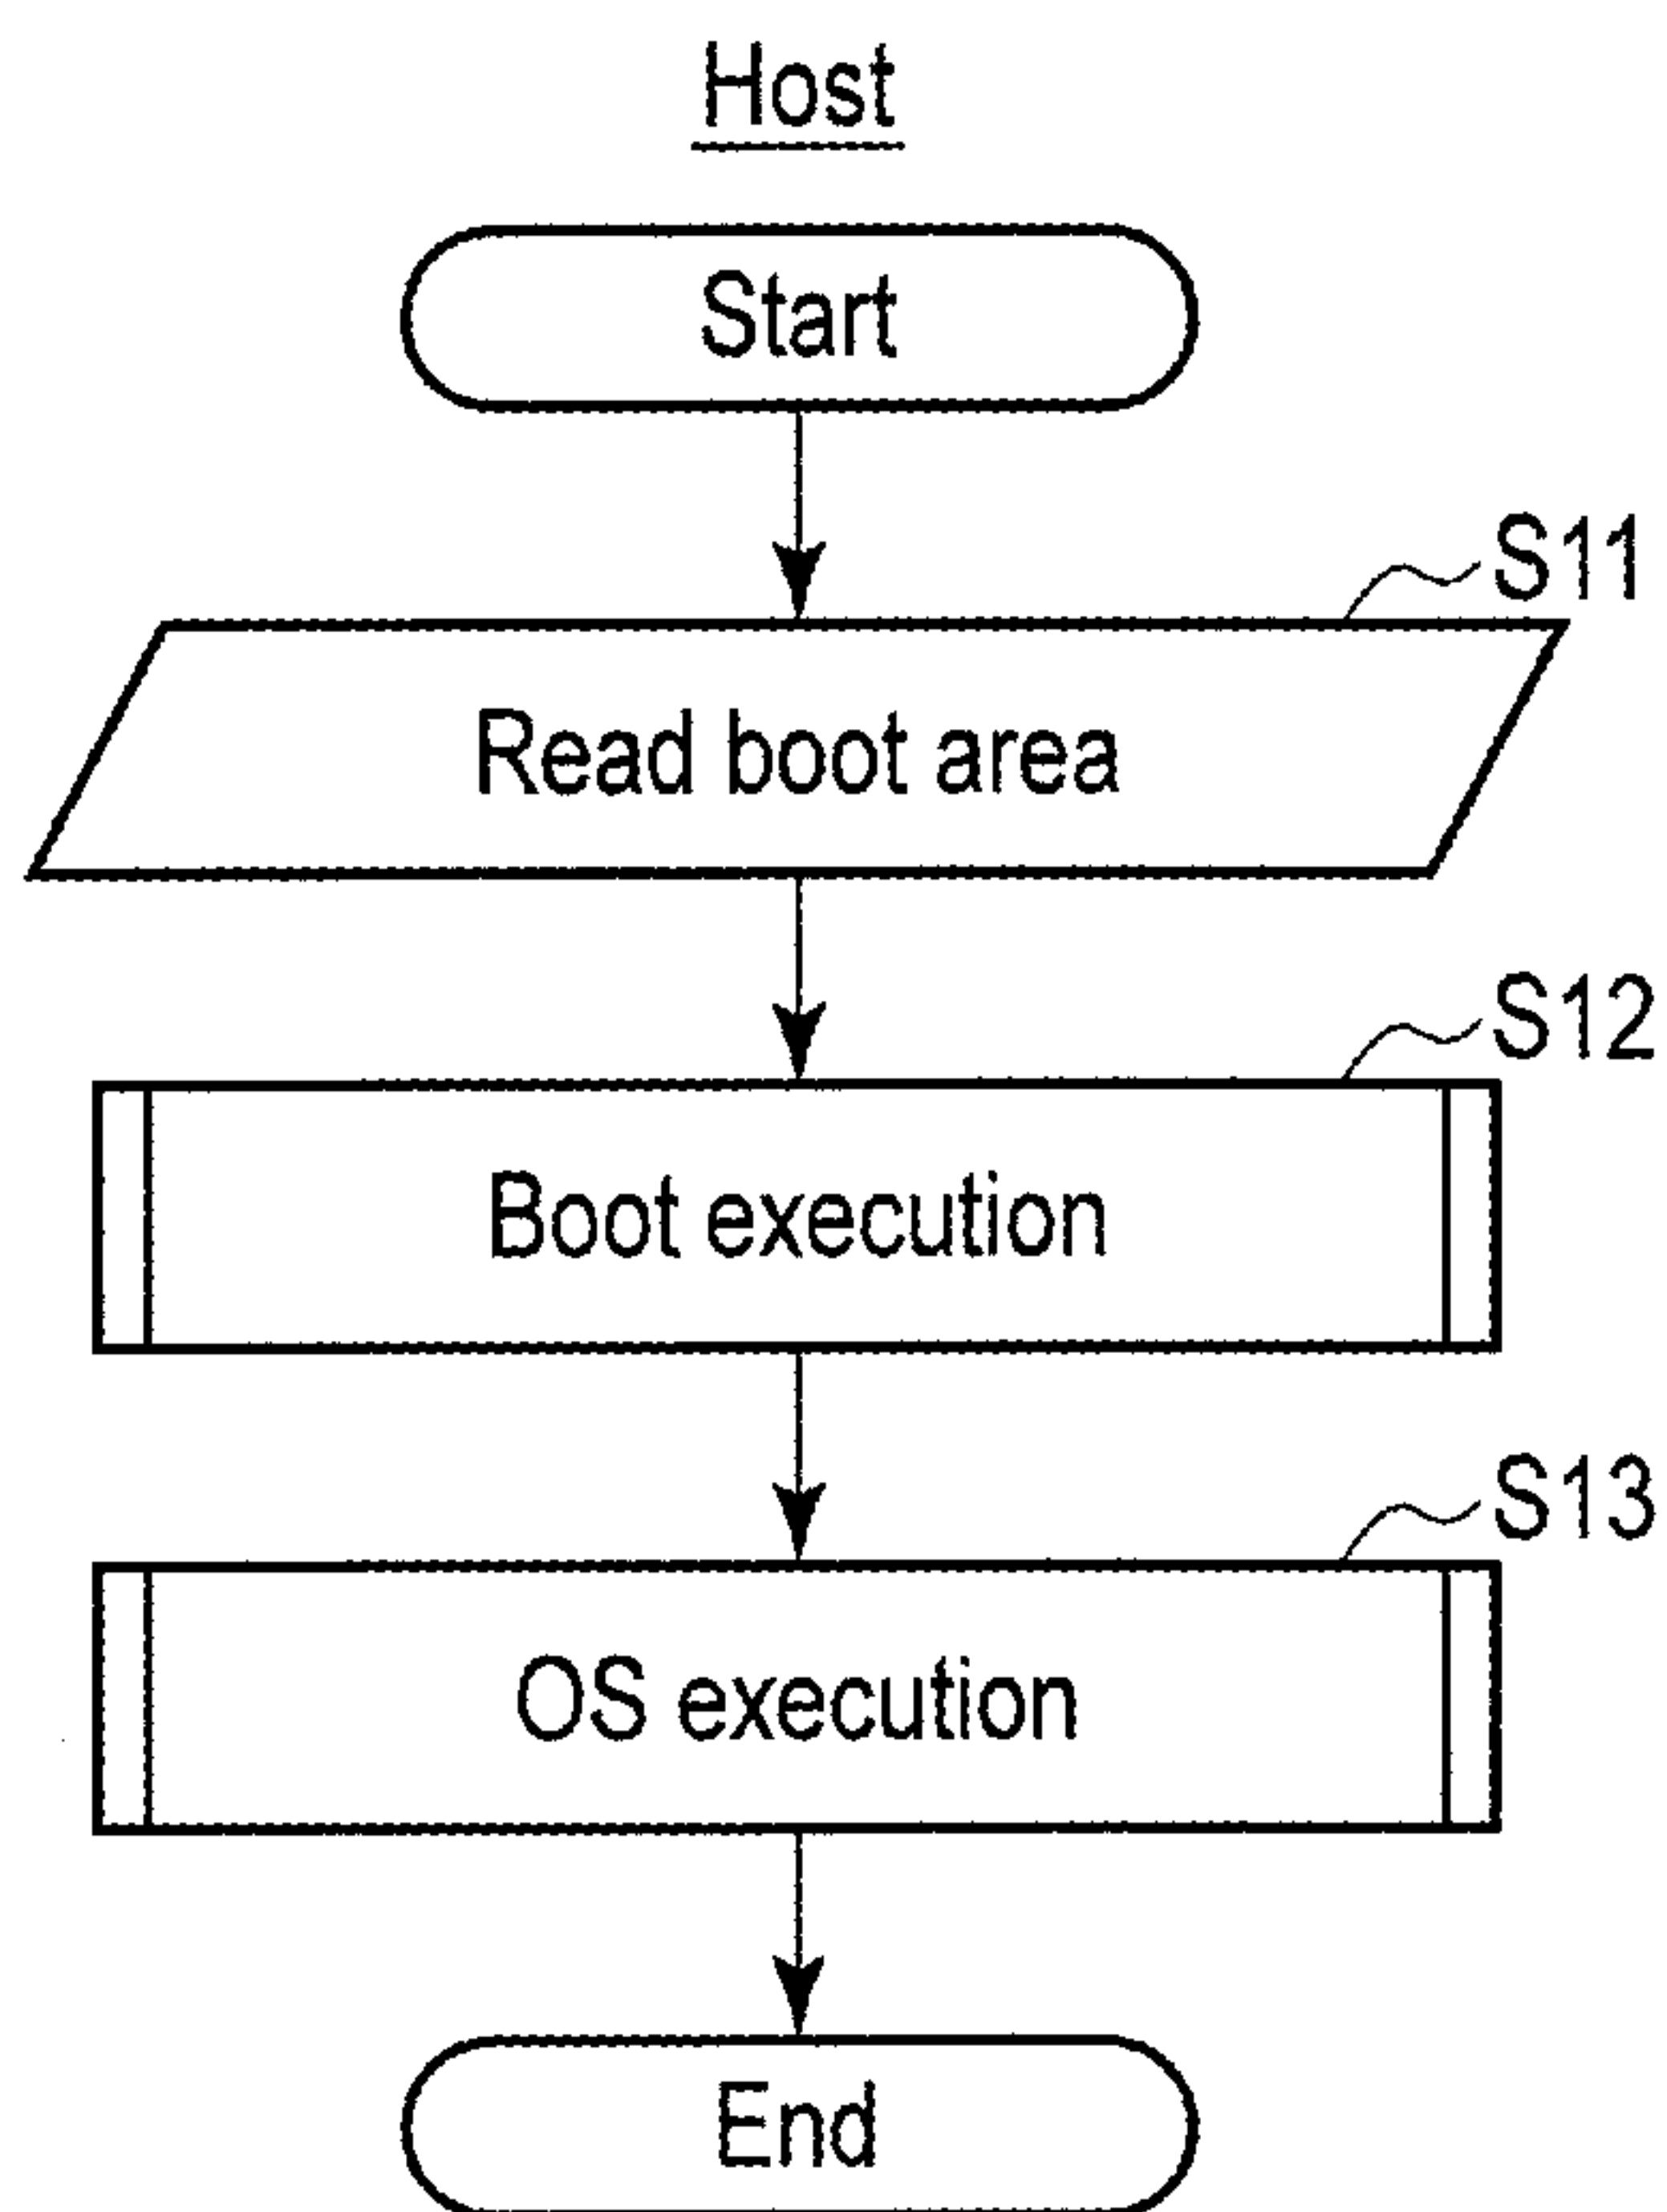 Host
Start
S11
Read boot area
S12
Boot execution
S13
OS execution
End